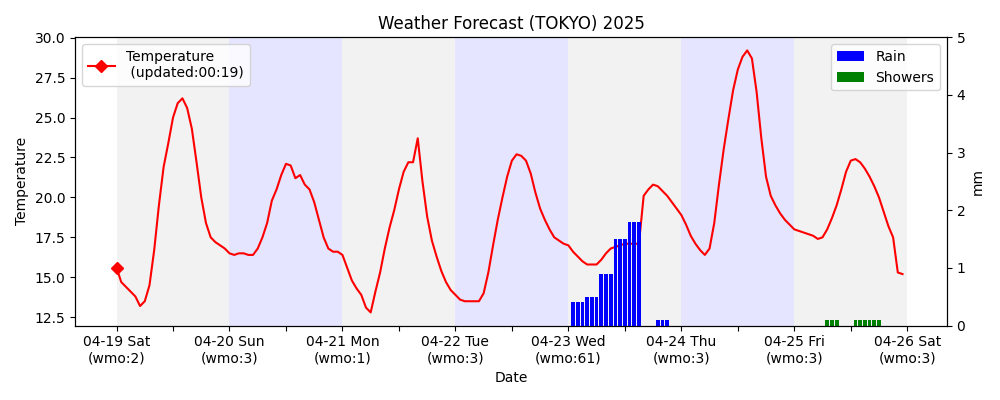 Weather Forecast (TOKYO) 2025
Temperature
(updated:00:19)
Rain
Showers
30.0
27.5
25.0
22.5
20.0
17.5
15.0
12.5
Temperature
5
4
3
2
1
0
mm
04-19 Sat
(wmo:2)
04-20 Sun
(wmo:3)
04-21 Mon
(wmo:1)
04-22 Tue
(wmo:3)
04-23 Wed
(wmo:61)
04-24 Thu
(wmo:3)
04-25 Fri
(wmo:3)
04-26 Sat
(wmo:3)
Date